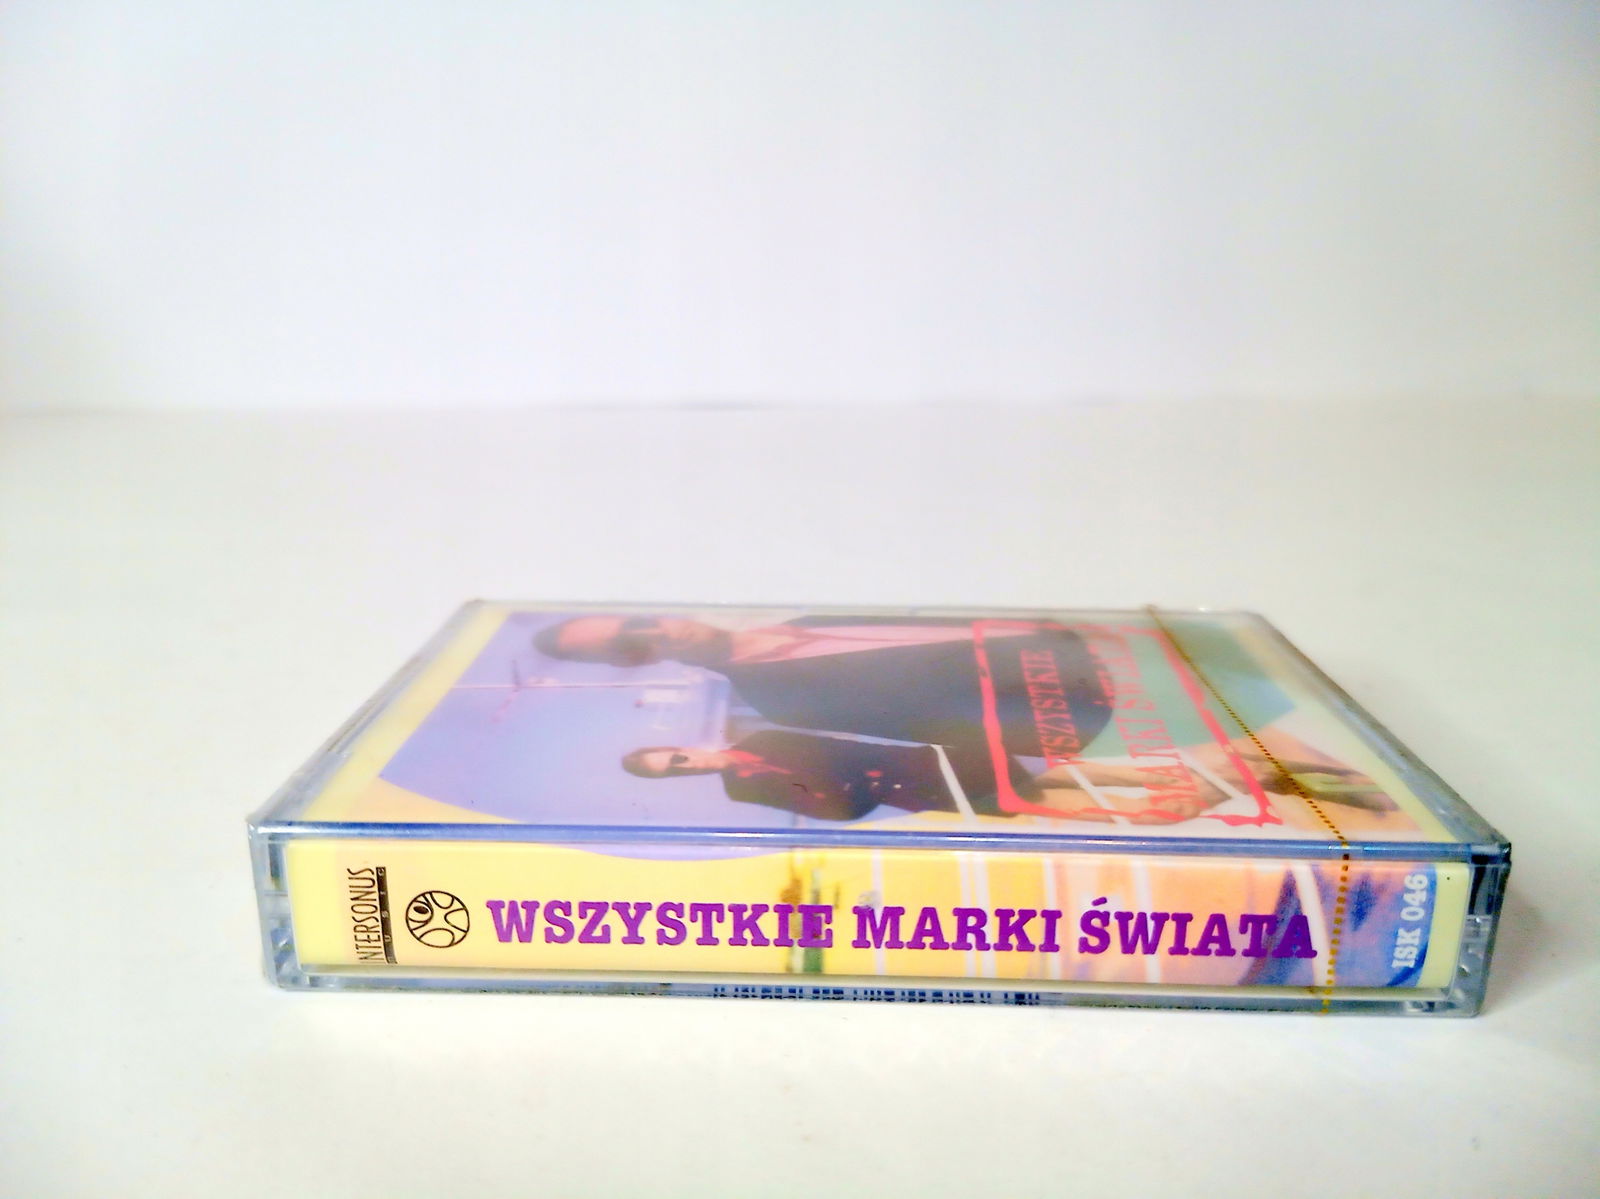 WSZYSTKIE
MARKI ŚWIATA
INTERSONUS
MUSIC
WSZYSTKIE MARKI ŚWIATA
ISK 046